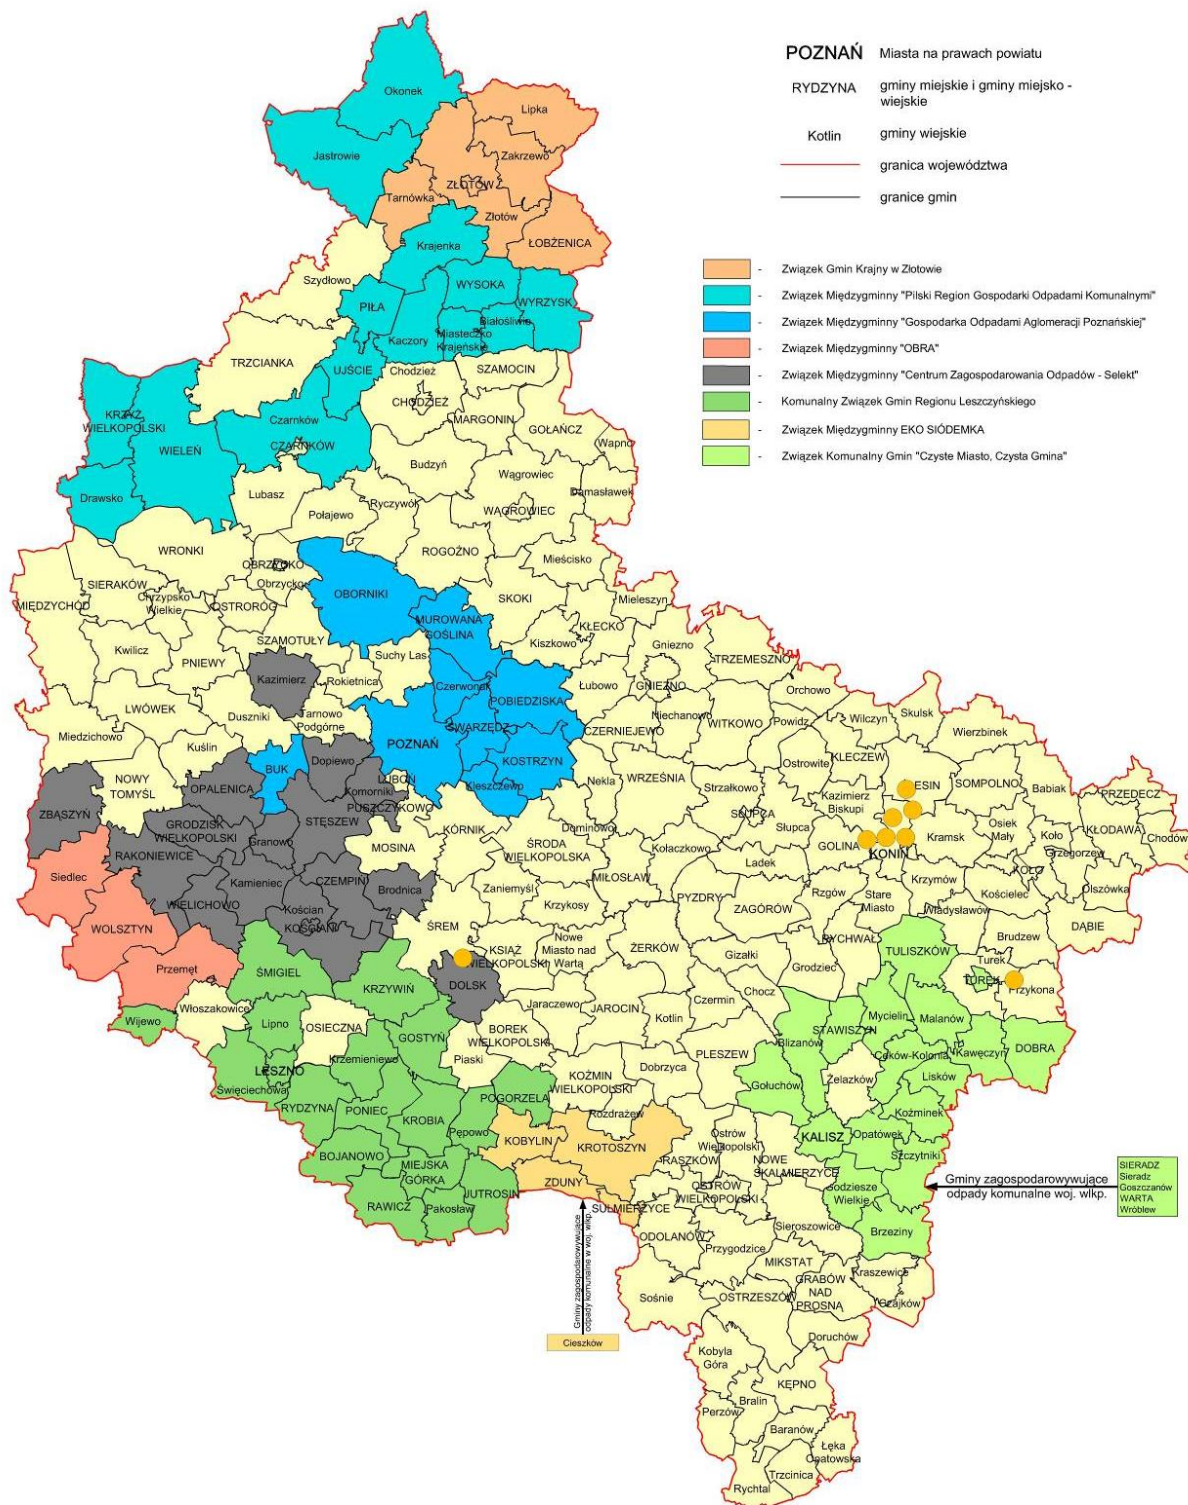 POZNAŃ Miasta na prawach powiatu
RYDZYNA gminy miejskie i gminy miejsko -
wiejskie
Kotlin gminy wiejskie
granica województwa
granice gmin
- Związek Gmin Krajny w Złotowie
- Związek Międzygminny "Pilski Region Gospodarki Odpadami Komunalnymi"
- Związek Międzygminny "Gospodarka Odpadami Aglomeracji Poznańskiej"
- Związek Międzygminny "OBRA"
- Związek Międzygminny "Centrum Zagospodarowania Odpadów - Selekt"
- Komunalny Związek Gmin Regionu Leszczyńskiego
- Związek Międzygminny EKO SIÓDEMKA
- Związek Komunalny Gmin "Czyste Miasto, Czysta Gmina"
Okonek
Lipka
Jastrowie
Zakrzewo
ZŁOTÓW
Tarnówka
Złotów
ŁOBŻENICA
Krajenka
Szydłowo
WYSOKA
PIŁA
WYRZYSK
Białośliwie
Kaczory
Miasteczko
Krajeńskie
TRZCIANKA
UJŚCIE
Chodzież
SZAMOCIN
CHODZIEŻ
KRZYŻ
WIELKOPOLSKI
Czarnków
MARGONIN
GOŁAŃCZ
WIELEŃ
CZARNKÓW
Wapno
Budzyń
Drawsko
Lubasz
Wągrowiec
Damasławek
Ryczywół
Połajewo
WĄGROWIEC
WRONKI
ROGOŹNO
Mieścisko
OBRZYCKO
SIERAKÓW
Obrzycko
Chrzypsko
Wielkie
OBORNIKI
MIĘDZYCHÓD
OSTRORÓG
SKOKI
Mieleszyn
MUROWANA
GOŚLINA
KŁECKO
SZAMOTUŁY
Kwilicz
Kiszkowo
Gniezno
PNIEWY
Suchy Las
TRZEMESZNO
Kazimierz
Rokietnica
Czerwonak
Łubowo
GNIEZNO
Orchowo
POBIEDZISKA
LWÓWEK
Duszniki
Tarnowo
Podgórne
Niechanowo
WITKOWO
Powidz
Wilczyn
Skulsk
SWARZĘDZ
CZERNIEJEWO
Wierzbinek
Miedzichowo
Kuślin
POZNAŃ
KLECZEW
BUK
Dopiewo
KOSTRZYN
Ostrowite
NOWY
TOMYŚL
OPALENICA
LUBOŃ
Kleszczewo
Nekla
WRZEŚNIA
Strzałkowo
ESIN
SOMPOLNO
Babiak
PRZEDECZ
Komorniki
Kazimierz
Biskupi
ZBĄSZYŃ
PUSZCZYKOWO
SŁUPCA
GRODZISK
WIELKOPOLSKI
STĘSZEW
KÓRNIK
Dominowo
Słupca
Osiek
Mały
KŁODAWA
Koło
Kramsk
Chodów
Granowo
MOSINA
ŚRODA
WIELKOPOLSKA
Kołaczkowo
GOLINA
KONIN
Grzegorzew
RAKONIEWICE
Lądek
KOŁO
Siedlec
Kamieniec
CZEMPIŃ
Brodnica
Zaniemyśl
MIŁOSŁAW
Krzymów
Olszówka
Rzgów
Stare
Miasto
Kościelec
WIELICHOWO
Kościan
Krzykosy
PYZDRY
ZAGÓRÓW
Władysławów
WOLSZTYN
KOŚCIAN
ŚREM
DĄBIE
KSIĄŻ
WIELKOPOLSKI
Nowe
Miasto nad
Wartą
ŻERKÓW
RYCHWAŁ
Brudzew
TULISZKÓW
Gizałki
Turek
Przemęt
ŚMIGIEL
Grodziec
TUREK
Przykona
KRZYWIŃ
DOLSK
Włoszakowice
Jaraczewo
JAROCIN
Czermin
Chocz
Wijewo
Lipno
OSIECZNA
Kotlin
Mycielin
Malanów
GOSTYŃ
BOREK
WIELKOPOLSKI
STAWISZYN
Blizanów
PLESZEW
Kawęczyn
DOBRA
Krzemieniewo
Piaski
Ceków-Kolonia
LESZNO
KOŹMIN
WIELKOPOLSKI
Dobrzyca
Lisków
Święciechowa
Gołuchów
Żelazków
RYDZYNA
PONIEC
POGORZELA
Koźminek
KROBIA
Rozdrażew
Pępowo
KOBYLIN
KROTOSZYN
Ostrów
Wielkopolski
KALISZ
Opatówek
BOJANOWO
RASZKÓW
NOWE
SKALMIERZYCE
Szczytniki
MIEJSKA
GÓRKA
ZDUNY
OSTRÓW
WIELKOPOLSKI
Godziesze
Wielkie
JUTROSIN
RAWICZ
Pakosław
SULMIERZYCE
Sieroszewice
Brzeziny
ODOLANÓW
Przygodzice
MIKSTAT
Kraszewice
GRABÓW
NAD
PROSNĄ
Czajków
Sośnie
OSTRZESZÓW
Doruchów
Kobyla
Góra
KĘPNO
Bralin
Perzów
Baranów
Łęka
Opatowska
Trzcinica
Rychtal
Gminy zagospodarowywujące
odpady komunalne woj. wlkp.
SIERADZ
Sieradz
Goszczanów
WARTA
Wróblew
Gminy zagospodarowywujące
odpady komunalne w woj. wlkp.
Cieszków